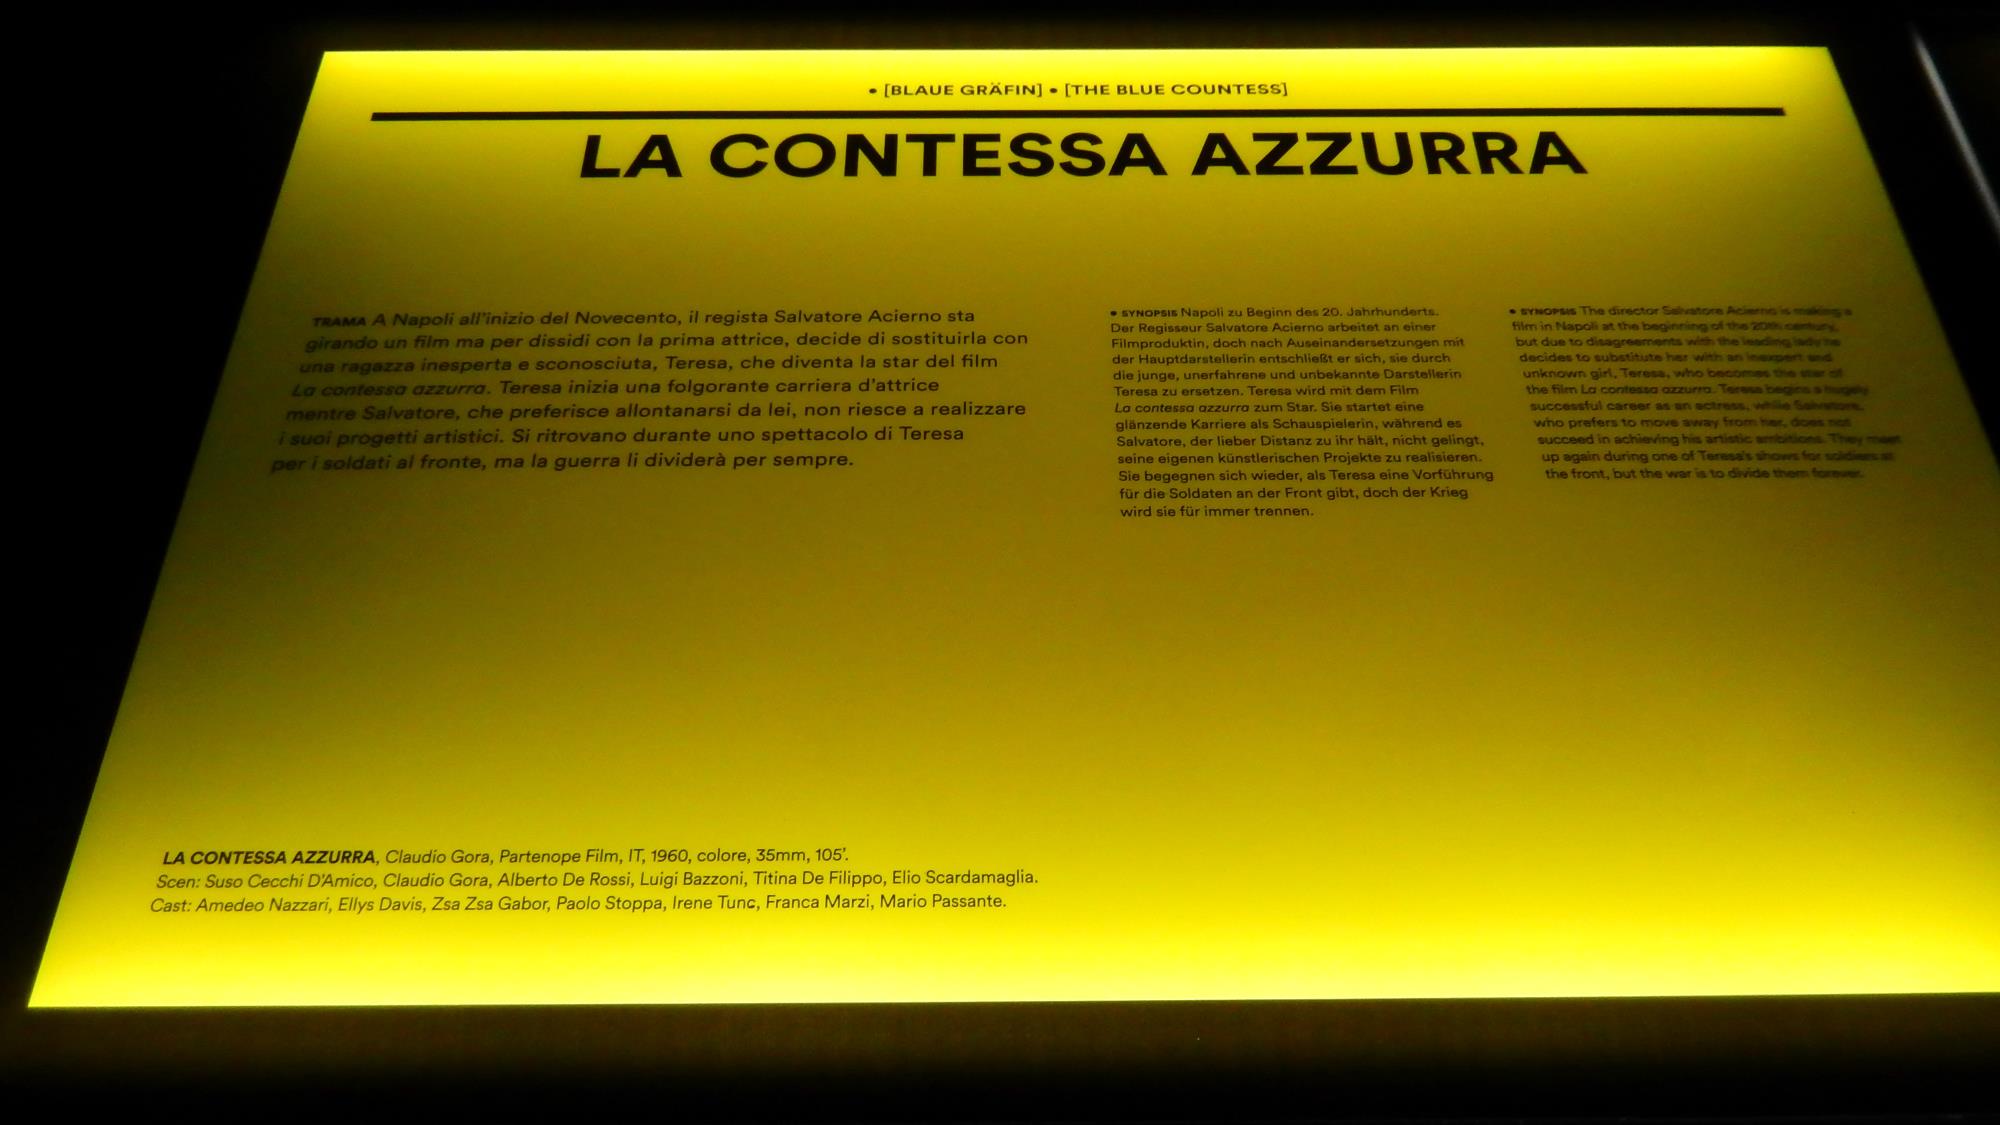 • [BLAUE GRÄFIN] • [THE BLUE COUNTESS]
LA CONTESSA AZZURRA
TRAMA A Napoli all'inizio del Novecento, il regista Salvatore Acierno sta
girando un film ma per dissidi con la prima attrice, decide di sostituirla con
una ragazza inesperta e sconosciuta, Teresa, che diventa la star del film
La contessa azzurra. Teresa inizia una folgorante carriera d'attrice
mentre Salvatore, che preferisce allontanarsi da lei, non riesce a realizzare
i suoi progetti artistici. Si ritrovano durante uno spettacolo di Teresa
per i soldati al fronte, ma la guerra li dividerà per sempre.
• SYNOPSIS Napoli zu Beginn des 20. Jahrhunderts.
Der Regisseur Salvatore Acierno arbeitet an einer
Filmproduktin, doch nach Auseinandersetzungen mit
der Hauptdarstellerin entschließt er sich, sie durch
die junge, unerfahrene und unbekannte Darstellerin
Teresa zu ersetzen. Teresa wird mit dem Film
La contessa azzurra zum Star. Sie startet eine
glänzende Karriere als Schauspielerin, während es
Salvatore, der lieber Distanz zu ihr hält, nicht gelingt,
seine eigenen künstlerischen Projekte zu realisieren.
Sie begegnen sich wieder, als Teresa eine Vorführung
für die Soldaten an der Front gibt, doch der Krieg
wird sie für immer trennen.
• SYNOPSIS The director Salvatore Acierno is making a
film in Napoli at the beginning of the 20th century,
but due to disagreements with the leading lady he
decides to substitute her with an inexpert and
unknown girl, Teresa, who becomes the star of
the film La contessa azzurra. Teresa begins a hugely
successful career as an actress, while Salvatore,
who prefers to move away from her, does not
succeed in achieving his artistic ambitions. They meet
up again during one of Teresa's shows for soldiers at
the front, but the war is to divide them forever.
LA CONTESSA AZZURRA, Claudio Gora, Partenope Film, IT, 1960, colore, 35mm, 105'.
Scen: Suso Cecchi D'Amico, Claudio Gora, Alberto De Rossi, Luigi Bazzoni, Titina De Filippo, Elio Scardamaglia.
Cast: Amedeo Nazzari, Ellys Davis, Zsa Zsa Gabor, Paolo Stoppa, Irene Tunc, Franca Marzi, Mario Passante.